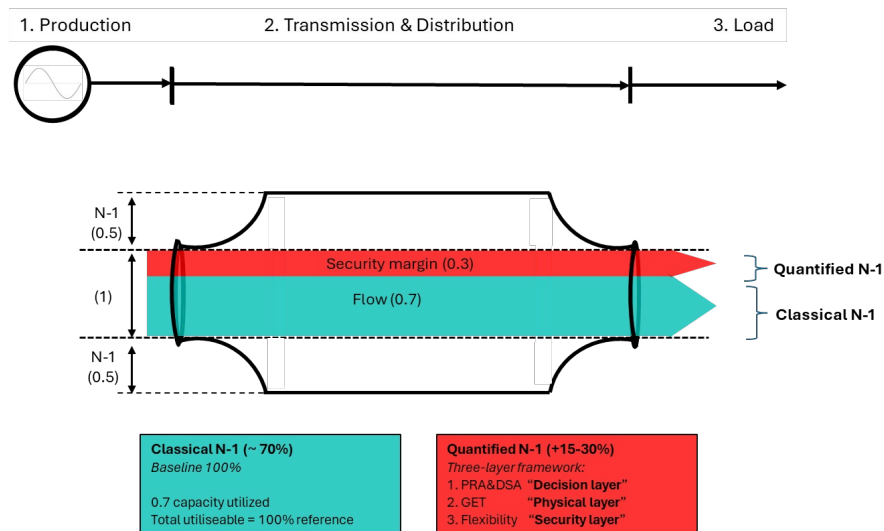 1. Production 2. Transmission & Distribution 3. Load
N-1
(0.5)
Security margin (0.3)
Quantified N-1
(1)
Flow (0.7)
Classical N-1
N-1
(0.5)
Classical N-1 (~ 70%)
Baseline 100%
0.7 capacity utilized
Total utiliseable = 100% reference
Quantified N-1 (+15-30%)
Three-layer framework:
1. PRA&DSA “Decision layer”
2. GET “Physical layer”
3. Flexibility “Security layer”